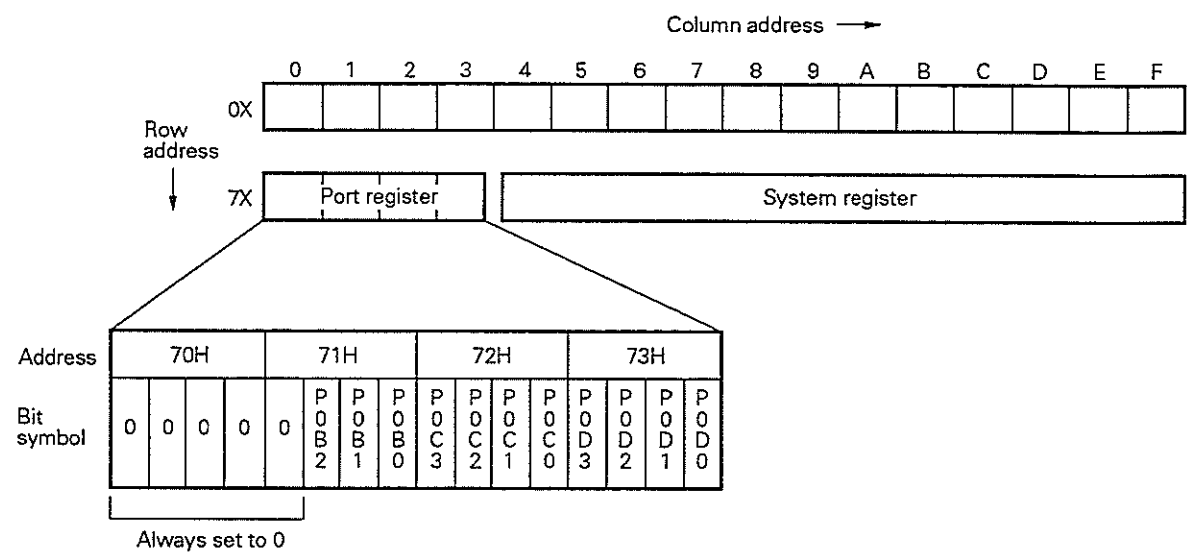 Column address
0 1 2 3 4 5 6 7 8 9 A B C D E F
0X
Row
address
7X Port register System register
Address 70H 71H 72H 73H
Bit
symbol
0 0 0 0 0 P0B2 P0B1 P0B0 P0C3 P0C2 P0C1 P0C0 P0D3 P0D2 P0D1 P0D0
Always set to 0